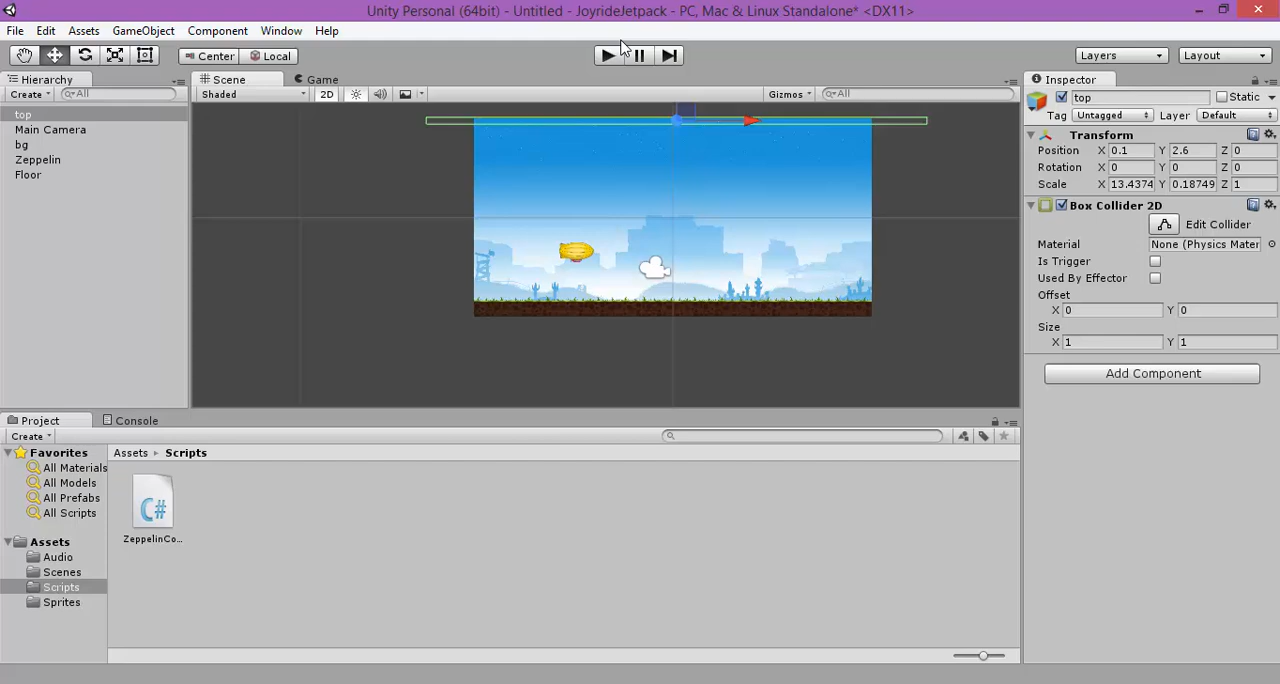 Unity Personal (64bit) - Untitled - JoyrideJetpack - PC, Mac & Linux Standalone* <DX11>
File Edit Assets GameObject Component Window Help
Center Local Layers Layout
Hierarchy Scene Game Inspector
Create All Shaded 2D Gizmos All top Static
top
Tag Untagged Layer Default
Main Camera
Transform
bg
Position X 0.1 Y 2.6 Z 0
Zeppelin
Rotation X 0 Y 0 Z 0
Floor
Scale X 13.4374 Y 0.18749 Z 1
Box Collider 2D
Edit Collider
Material None (Physics Mater
Is Trigger
Used By Effector
Offset
X 0 Y 0
Size
X 1 Y 1
Add Component
Project Console
Create
Favorites Assets Scripts
All Materials
All Models
All Prefabs
All Scripts
C#
ZeppelinCo...
Assets
Audio
Scenes
Scripts
Sprites